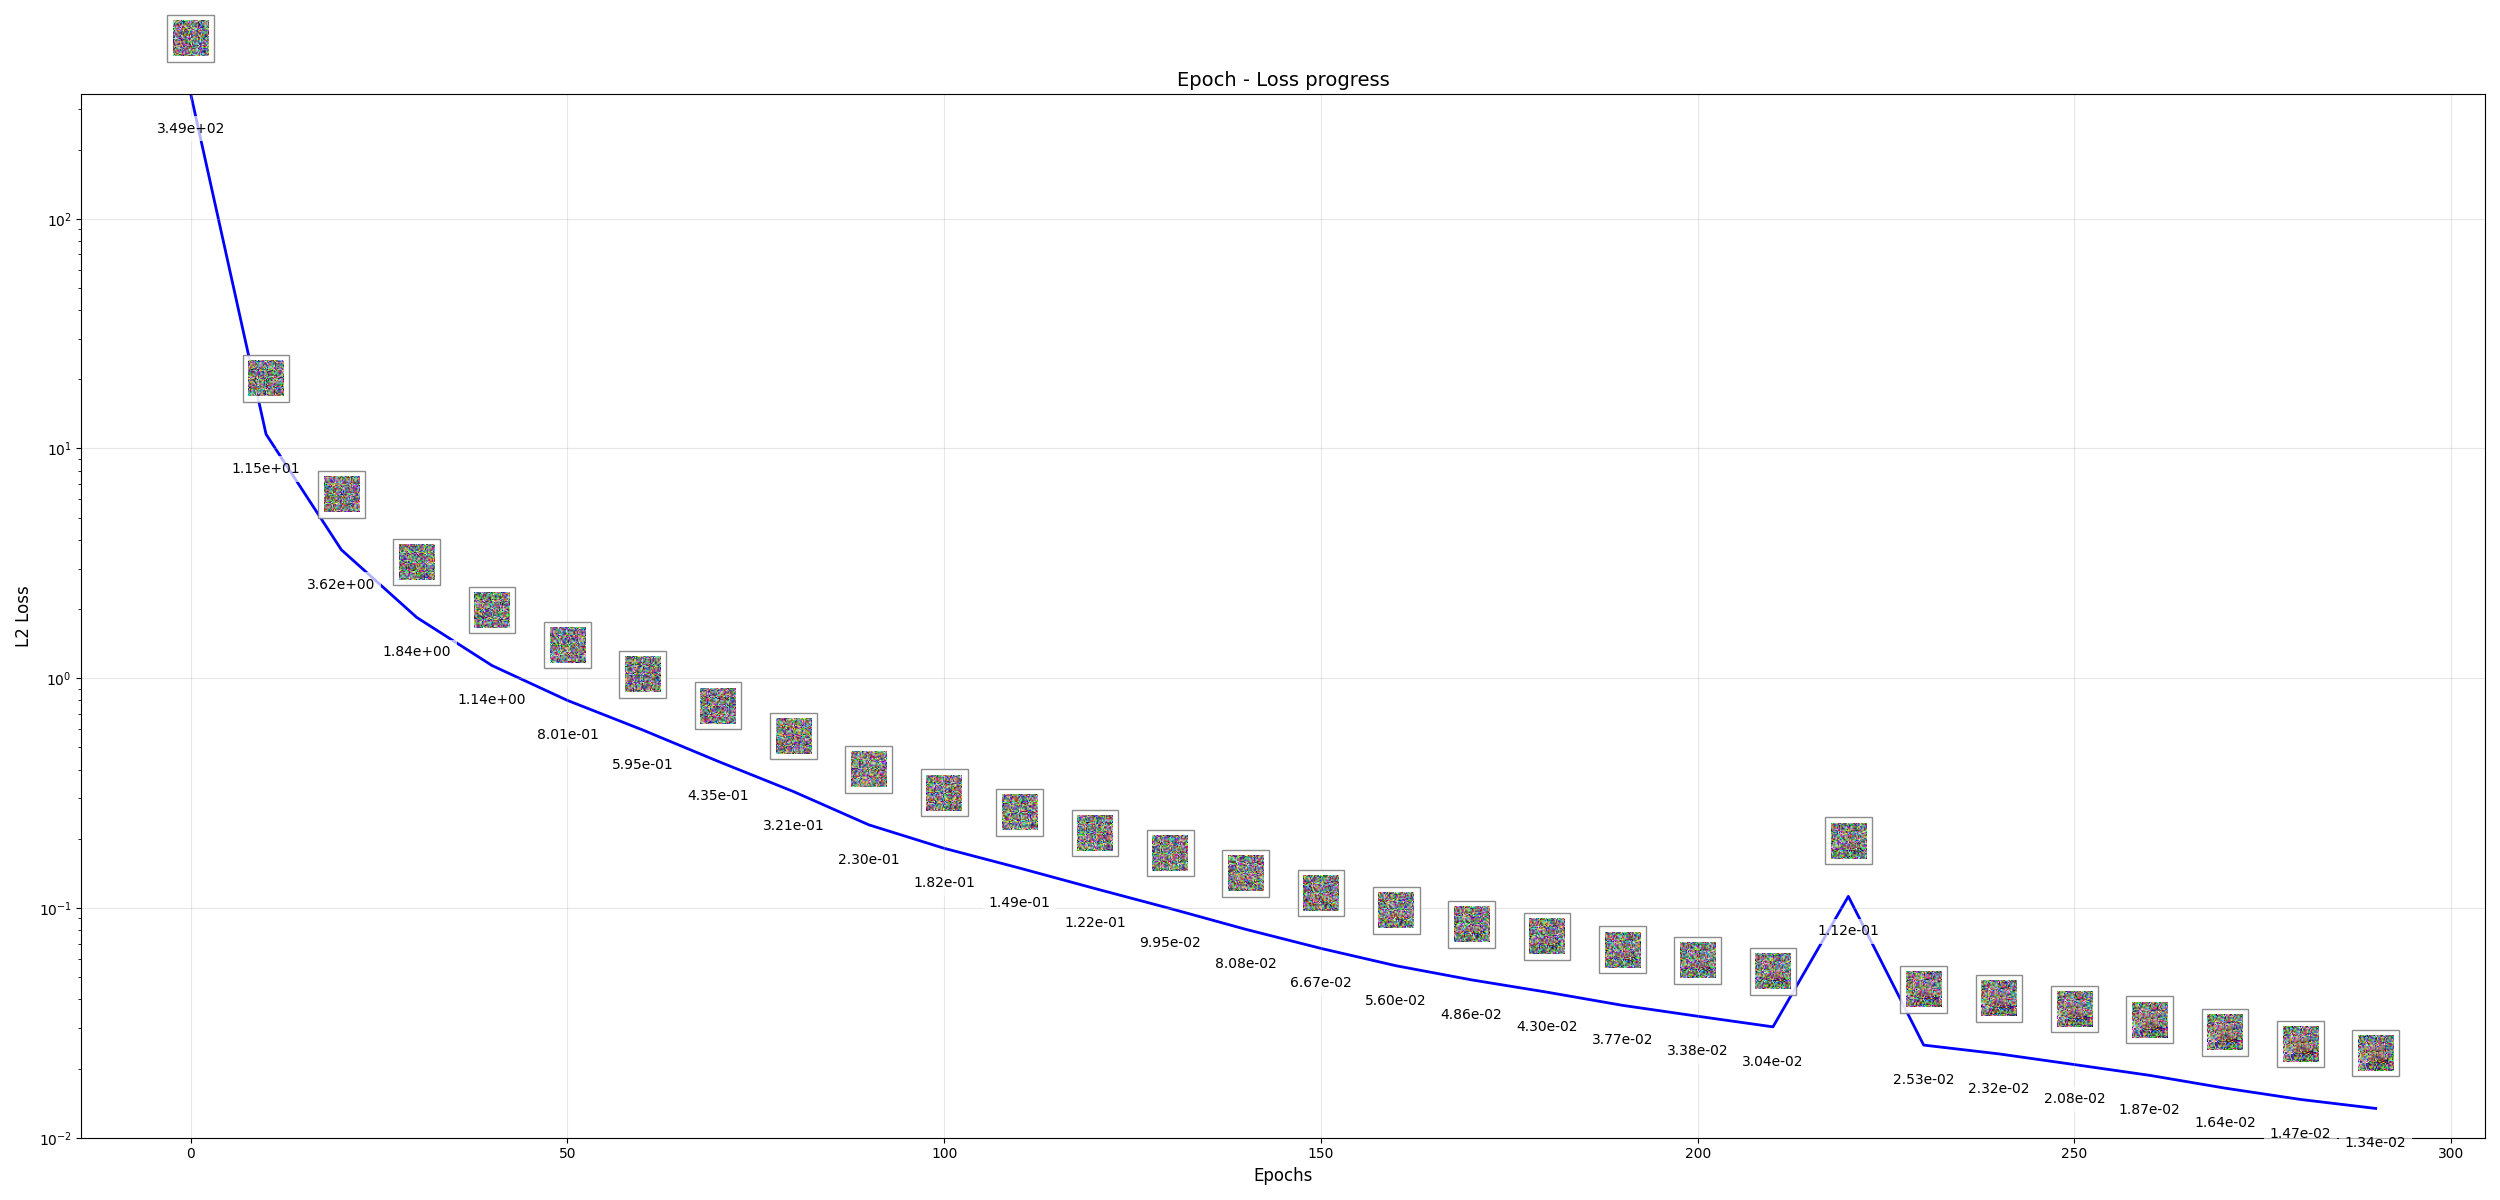 Epoch - Loss progress
L2 Loss
10²
10¹
10⁰
10⁻¹
10⁻²
3.49e+02
1.15e+01
3.62e+00
1.84e+00
1.14e+00
8.01e-01
5.95e-01
4.35e-01
3.21e-01
2.30e-01
1.82e-01
1.49e-01
1.22e-01
9.95e-02
8.08e-02
6.67e-02
5.60e-02
4.86e-02
4.30e-02
3.77e-02
3.38e-02
3.04e-02
1.12e-01
2.53e-02
2.32e-02
2.08e-02
1.87e-02
1.64e-02
1.47e-02
1.34e-02
0 50 100 150 200 250 300
Epochs